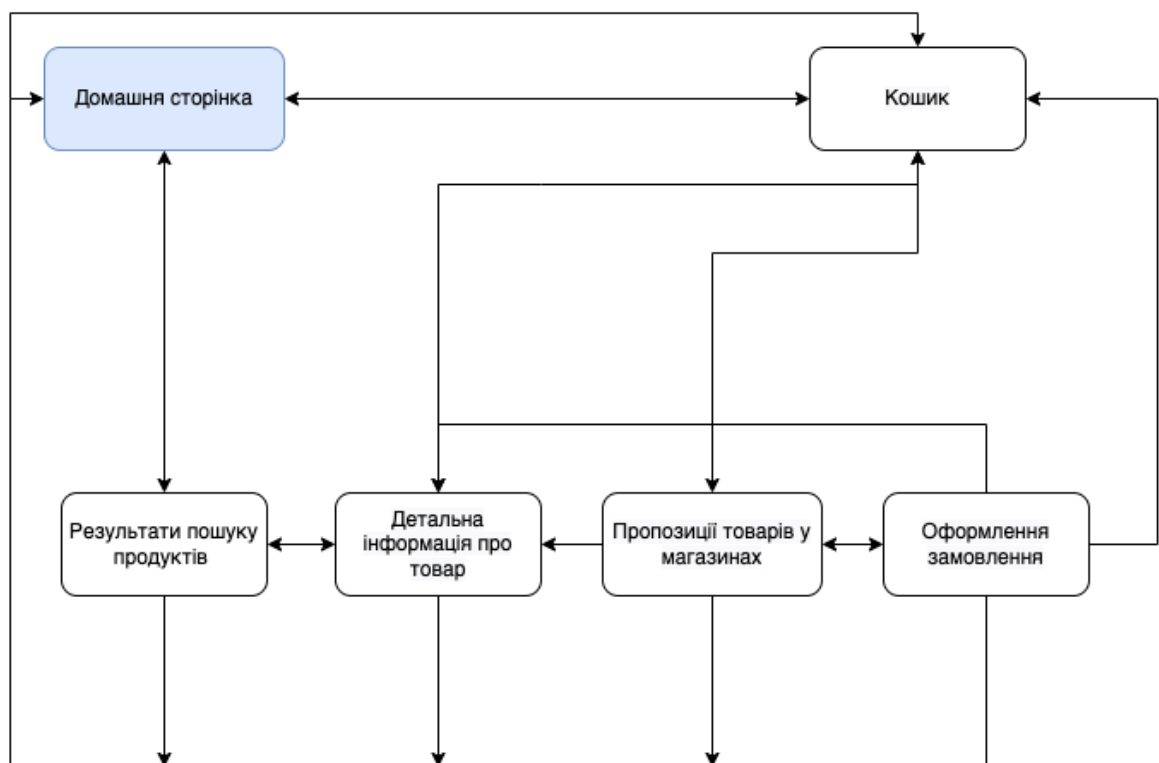 Домашня сторінка
Кошик
Результати пошуку
продуктів
Детальна
інформація про
товар
Пропозиції товарів у
магазинах
Оформлення
замовлення